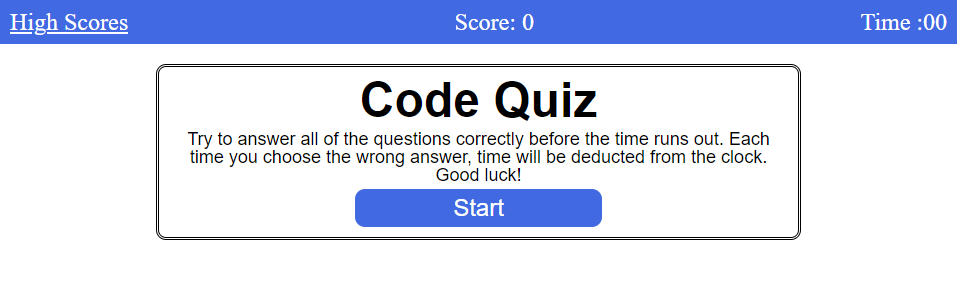 High Scores Score: 0 Time :00
Code Quiz
Try to answer all of the questions correctly before the time runs out. Each
time you choose the wrong answer, time will be deducted from the clock.
Good luck!
Start